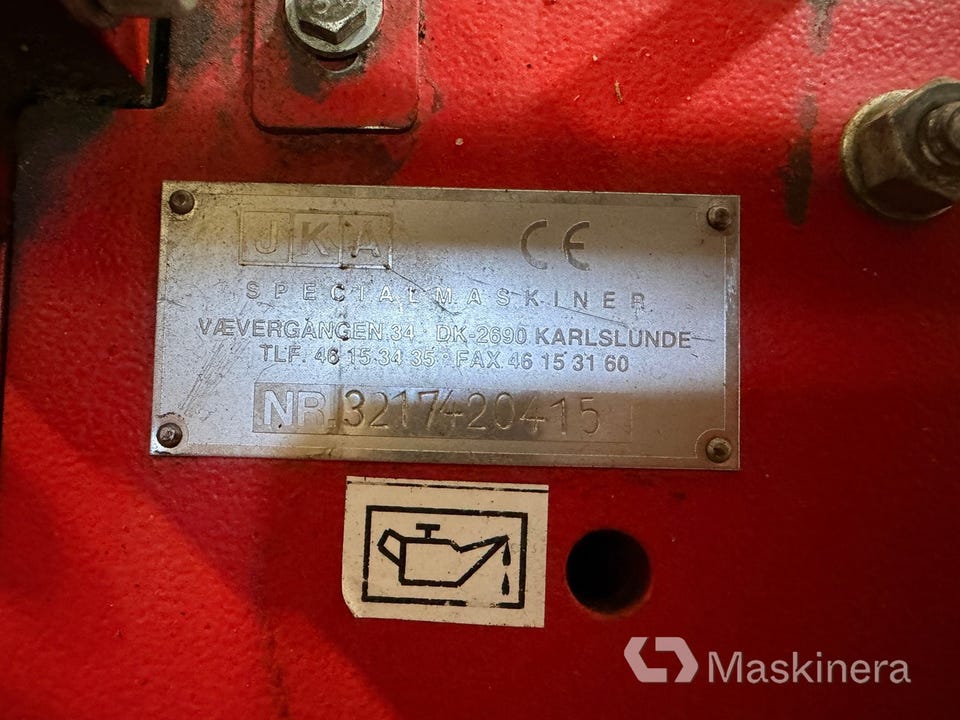 JKA CE
SPECIALMASKINER
VÆVERGANGEN 34 DK-2690 KARLSLUNDE
TLF. 46 15 34 35 FAX 46 15 31 60
NR. 3217420415
Maskinera